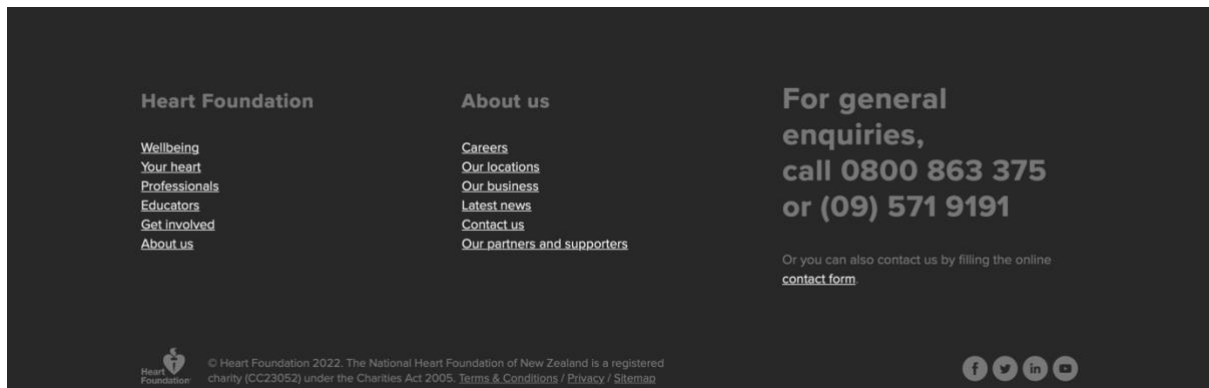 Heart Foundation
Wellbeing
Your heart
Professionals
Educators
Get involved
About us
About us
Careers
Our locations
Our business
Latest news
Contact us
Our partners and supporters
For general
enquiries,
call 0800 863 375
or (09) 571 9191
Or you can also contact us by filling the online
contact form.
Heart
Foundation
© Heart Foundation 2022. The National Heart Foundation of New Zealand is a registered
charity (CC23052) under the Charities Act 2005. Terms & Conditions / Privacy / Sitemap